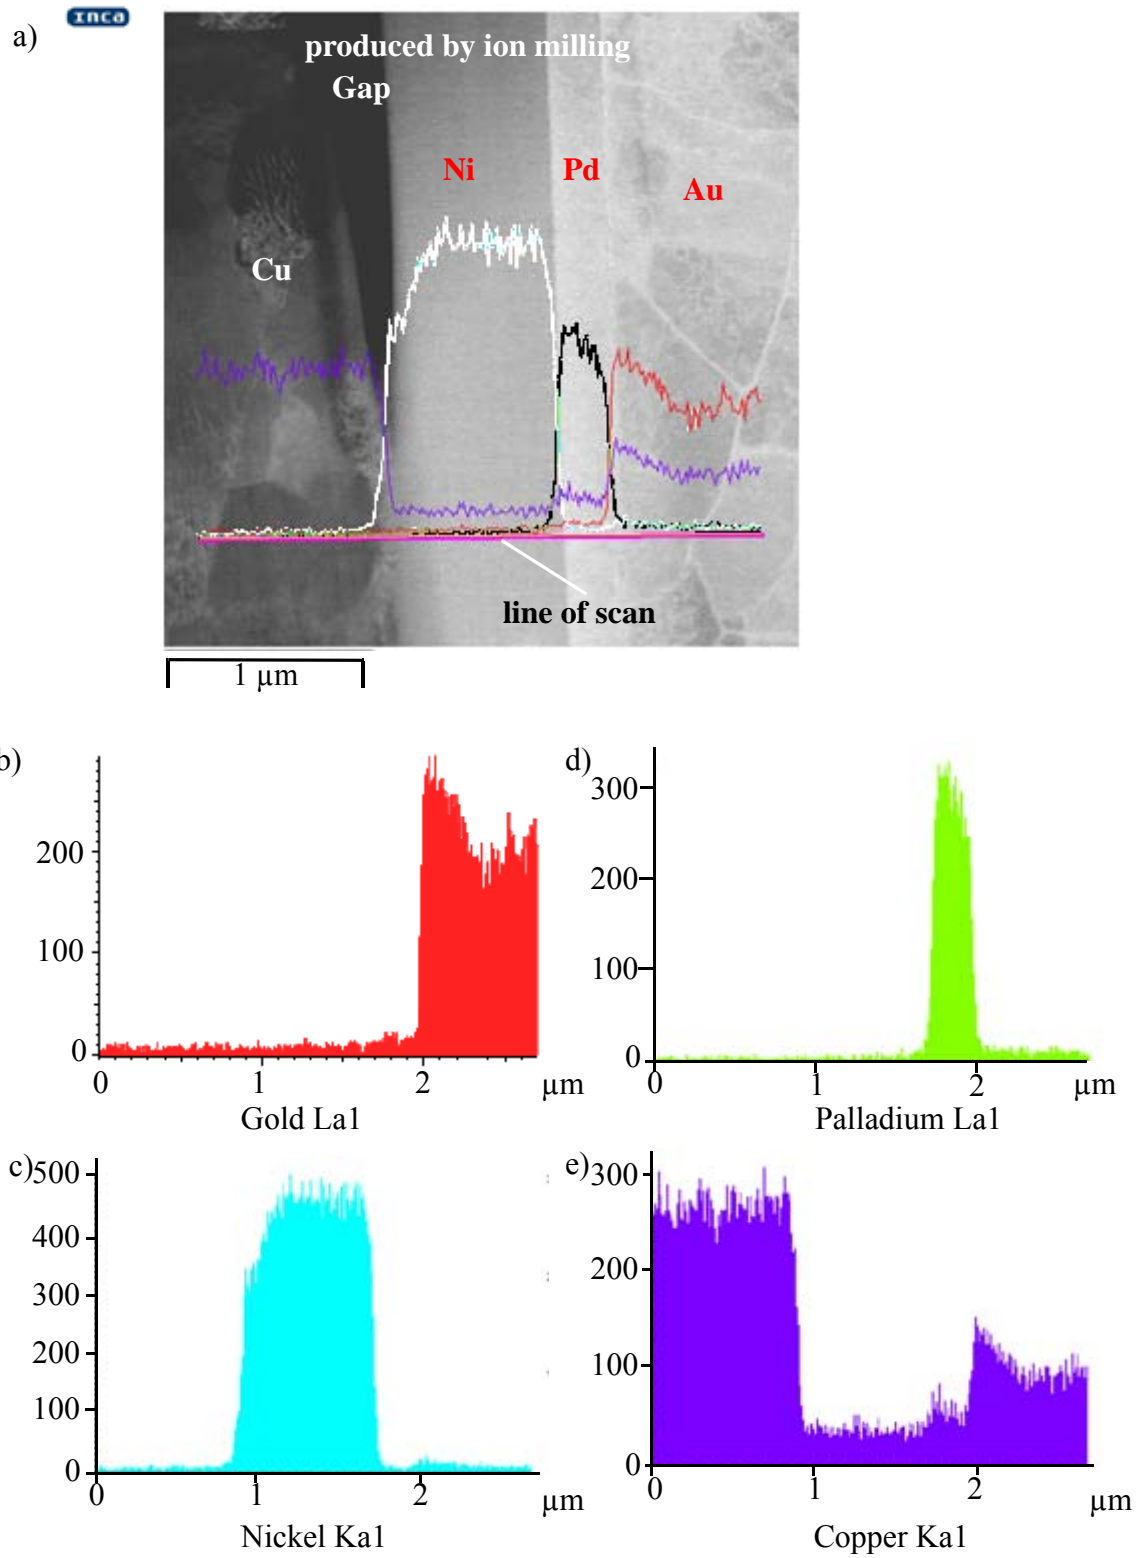 INCA
a)
produced by ion milling
Gap
Ni
Pd
Au
Cu
line of scan
1 µm
b)
200
100
0
0 1 2 µm
Gold La1
d)
300
200
100
0
0 1 2 µm
Palladium La1
c)
500
400
300
200
100
0
0 1 2 µm
Nickel Ka1
e)
300
200
100
0
0 1 2 µm
Copper Ka1